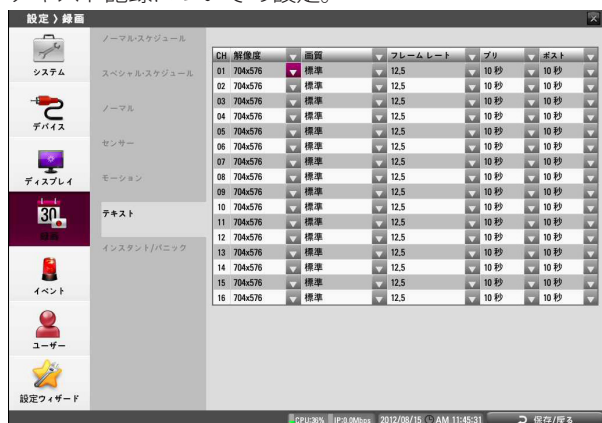 設定 〉録画
ノーマル·スケジュール
スペシャル·スケジュール
ノーマル
センサー
モーション
テキスト
インスタント/パニック
システム
デバイス
ディスプレイ
30
録画
イベント
ユーザー
設定ウィザード
CH 解像度 画質 フレームレート プリ ポスト
01 704x576 標準 12,5 10 秒 10 秒
02 704x576 標準 12,5 10 秒 10 秒
03 704x576 標準 12,5 10 秒 10 秒
04 704x576 標準 12,5 10 秒 10 秒
05 704x576 標準 12,5 10 秒 10 秒
06 704x576 標準 12,5 10 秒 10 秒
07 704x576 標準 12,5 10 秒 10 秒
08 704x576 標準 12,5 10 秒 10 秒
09 704x576 標準 12,5 10 秒 10 秒
10 704x576 標準 12,5 10 秒 10 秒
11 704x576 標準 12,5 10 秒 10 秒
12 704x576 標準 12,5 10 秒 10 秒
13 704x576 標準 12,5 10 秒 10 秒
14 704x576 標準 12,5 10 秒 10 秒
15 704x576 標準 12,5 10 秒 10 秒
16 704x576 標準 12,5 10 秒 10 秒
CPU:30% IP:0.0Mbps 2012/08/15 AM 11:45:31 保存/戻る